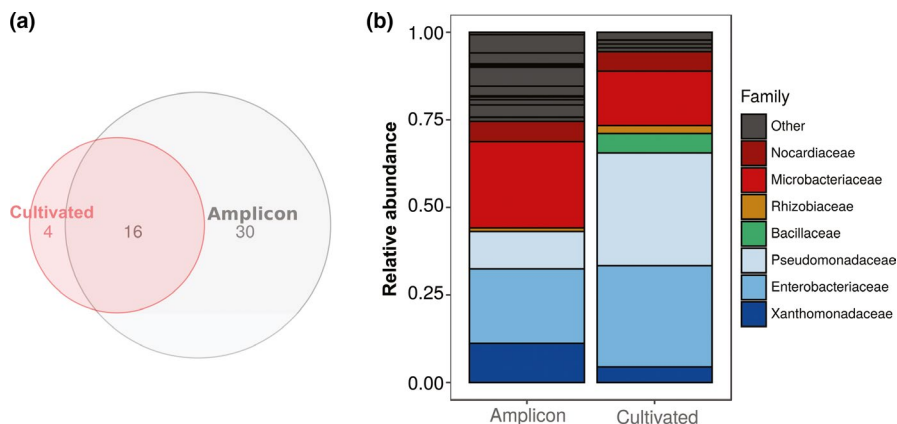 (a)
Cultivated
4
16
Amplicon
30
(b)
Relative abundance
1.00
0.75
0.50
0.25
0.00
Amplicon
Cultivated
Family
Other
Nocardiaceae
Microbacteriaceae
Rhizobiaceae
Bacillaceae
Pseudomonadaceae
Enterobacteriaceae
Xanthomonadaceae